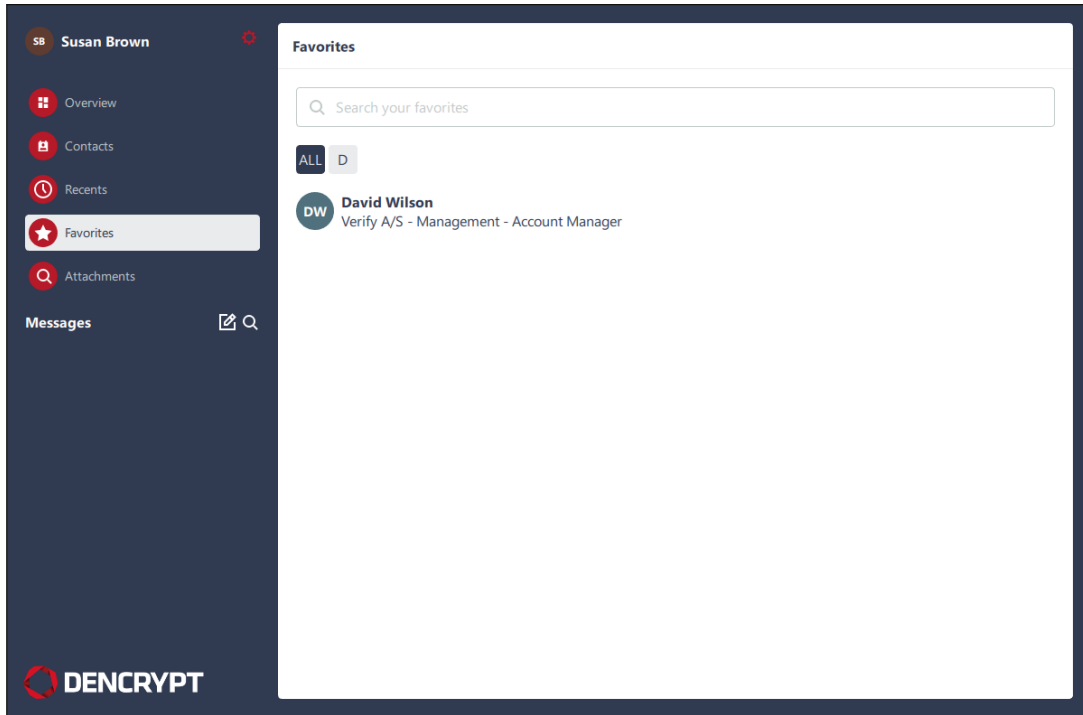 SB Susan Brown
Overview
Contacts
Recents
Favorites
Attachments
Messages
DENCRYPT
Favorites
Search your favorites
ALL D
DW
David Wilson
Verify A/S - Management - Account Manager